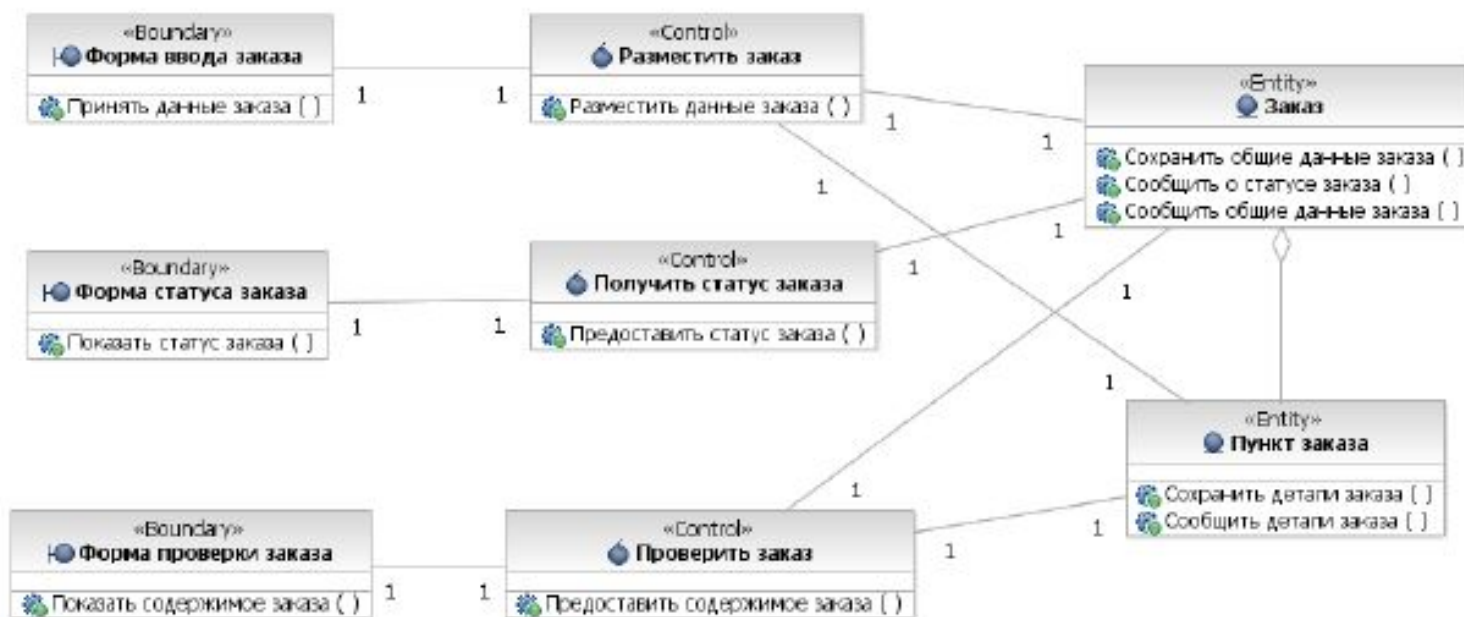 «Boundary»
Форма ввода заказа
Принять данные заказа ( )
1
1
«Control»
Разместить заказ
Разместить данные заказа ( )
1
1
1
1
«Entity»
Заказ
Сохранить общие данные заказа ( )
Сообщить о статусе заказа ( )
Сообщить общие данные заказа ( )
«Boundary»
Форма статуса заказа
Показать статус заказа ( )
1
1
«Control»
Получить статус заказа
Предоставить статус заказа ( )
1
1
1
1
«Entity»
Пункт заказа
Сохранить детали заказа ( )
Сообщить детали заказа ( )
«Boundary»
Форма проверки заказа
Показать содержимое заказа ( )
1
1
«Control»
Проверить заказ
Предоставить содержимое заказа ( )
1
1